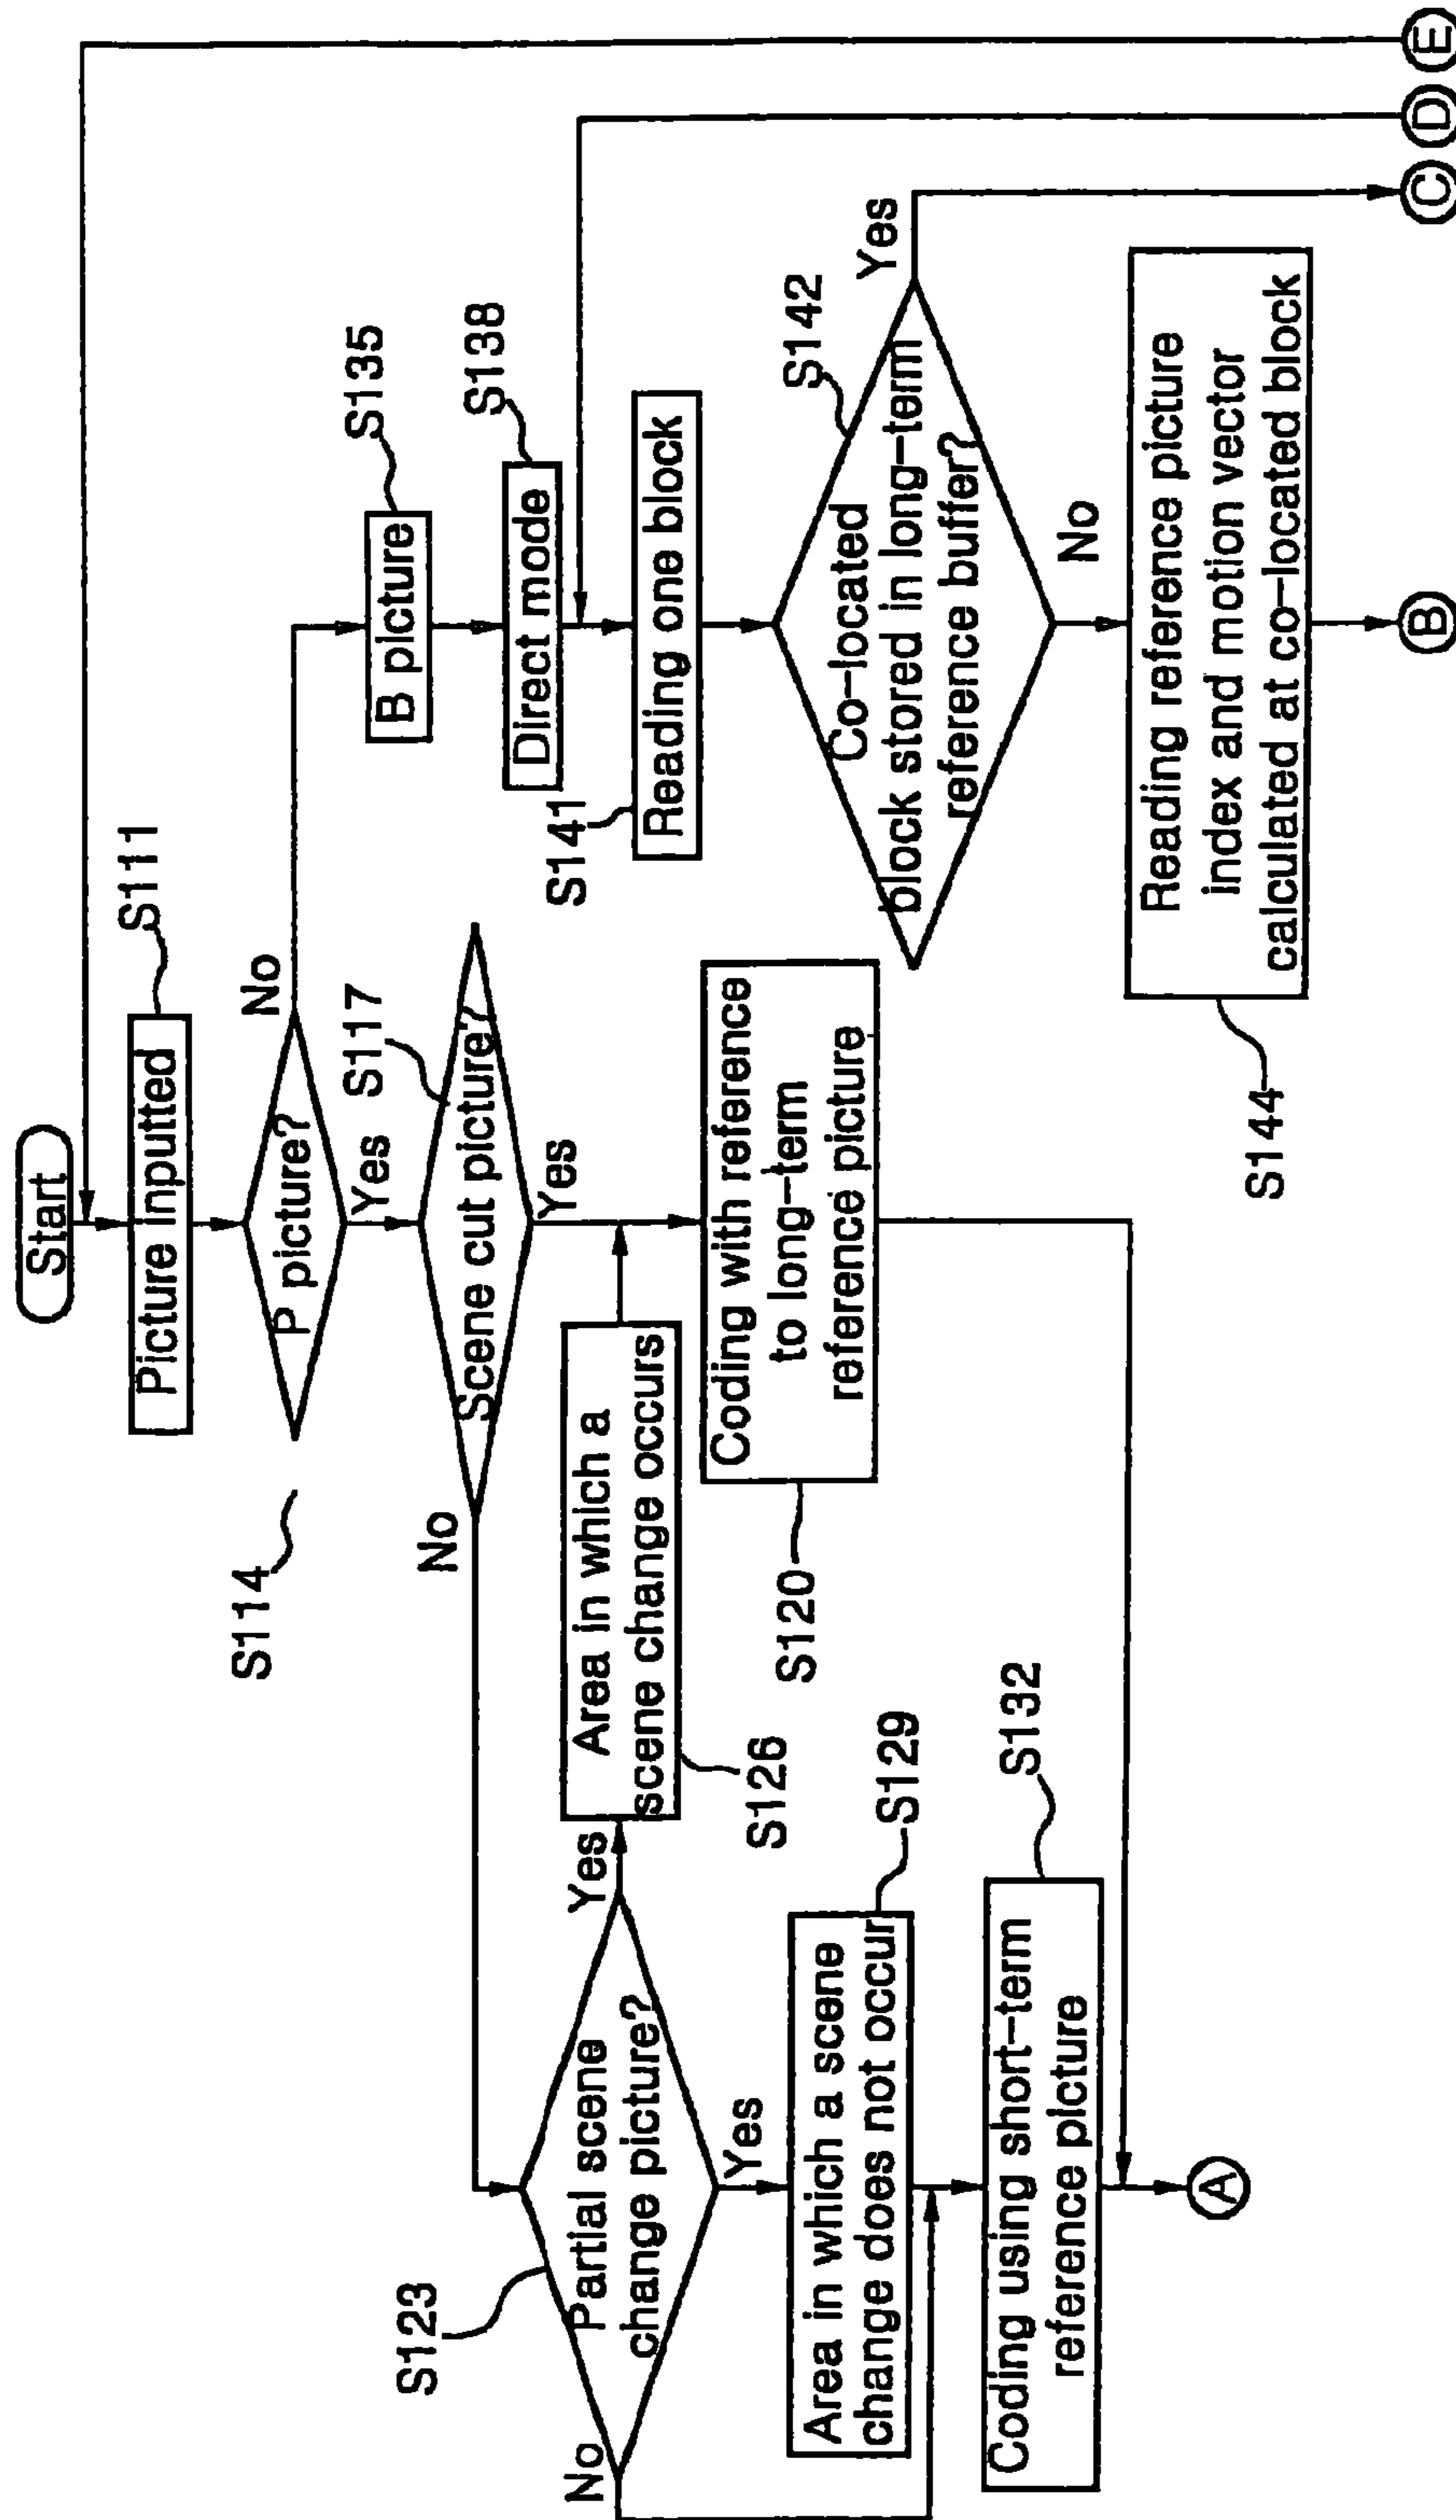 Start
Picture inputted
S111
S114
P picture?
No
Yes
S117
Scene cut picture?
No
Yes
S135
B picture
S138
Direct mode
S141
Reading one block
S142
Co-located
block stored in long-term
reference buffer?
Yes
No
Reading reference picture
index and motion vector
calculated at co-located block
S144
S123
Partial scene
change picture?
No
Yes
Yes
Area in which a
scene change occurs
S126
Coding with reference
to long-term
reference picture
S120
Area in which a scene
change does not occur
S129
Coding using short-term
reference picture
S132
A
B
C
D
E